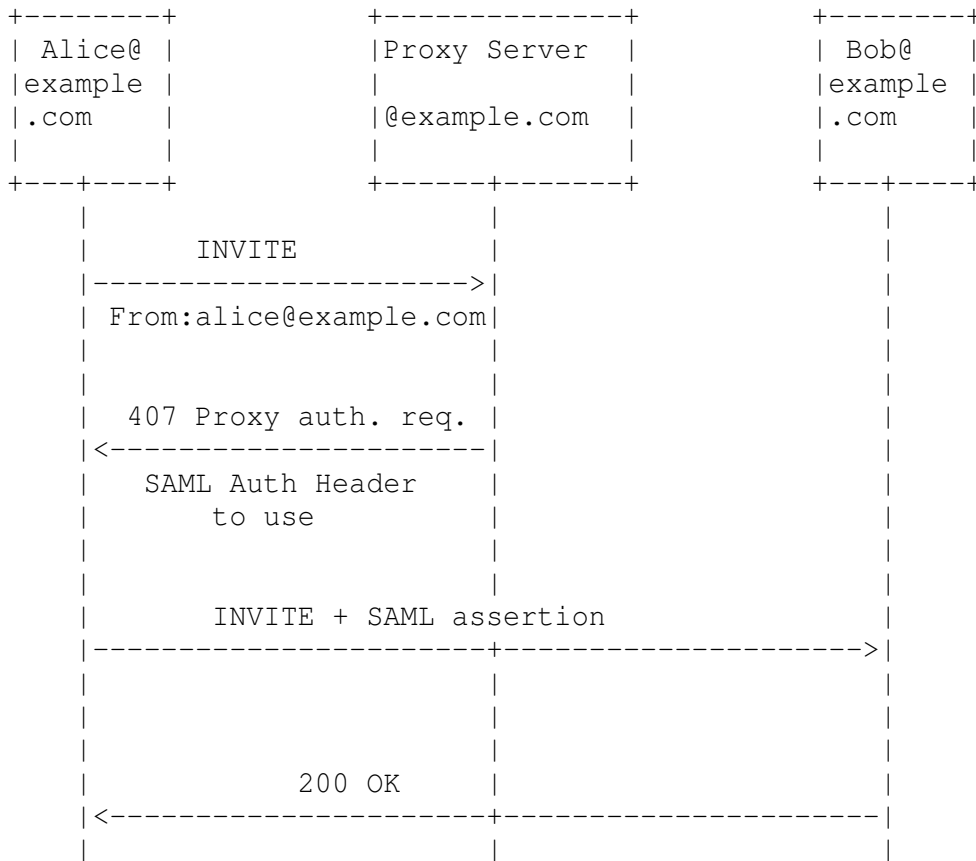 Alice@ Proxy Server Bob@
example example
.com @example.com .com
INVITE
From:alice@example.com
407 Proxy auth. req.
SAML Auth Header
to use
INVITE + SAML assertion
200 OK